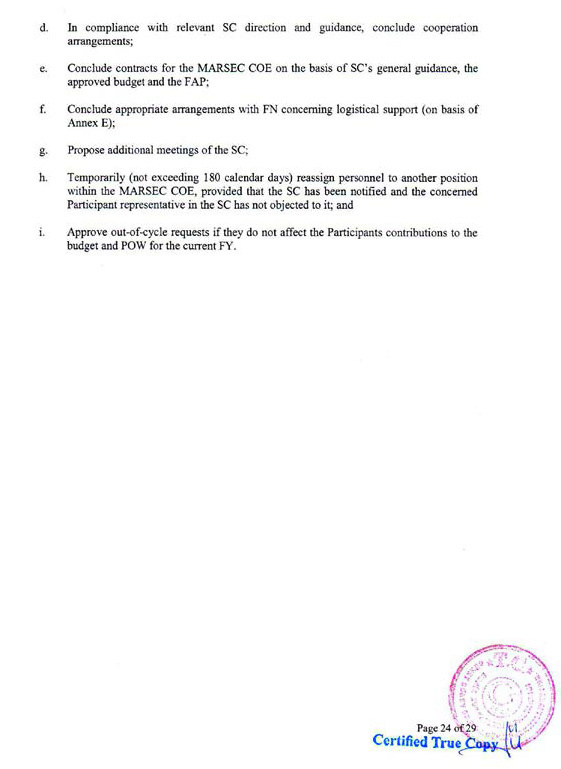 d. In compliance with relevant SC direction and guidance, conclude cooperation
arrangements;
e. Conclude contracts for the MARSEC COE on the basis of SC's general guidance, the
approved budget and the FAP;
f. Conclude appropriate arrangements with FN concerning logistical support (on basis of
Annex E);
g. Propose additional meetings of the SC;
h. Temporarily (not exceeding 180 calendar days) reassign personnel to another position
within the MARSEC COE, provided that the SC has been notified and the concerned
Participant representative in the SC has not objected to it; and
i. Approve out-of-cycle requests if they do not affect the Participants contributions to the
budget and POW for the current FY.
Page 24 of 29
Certified True Copy